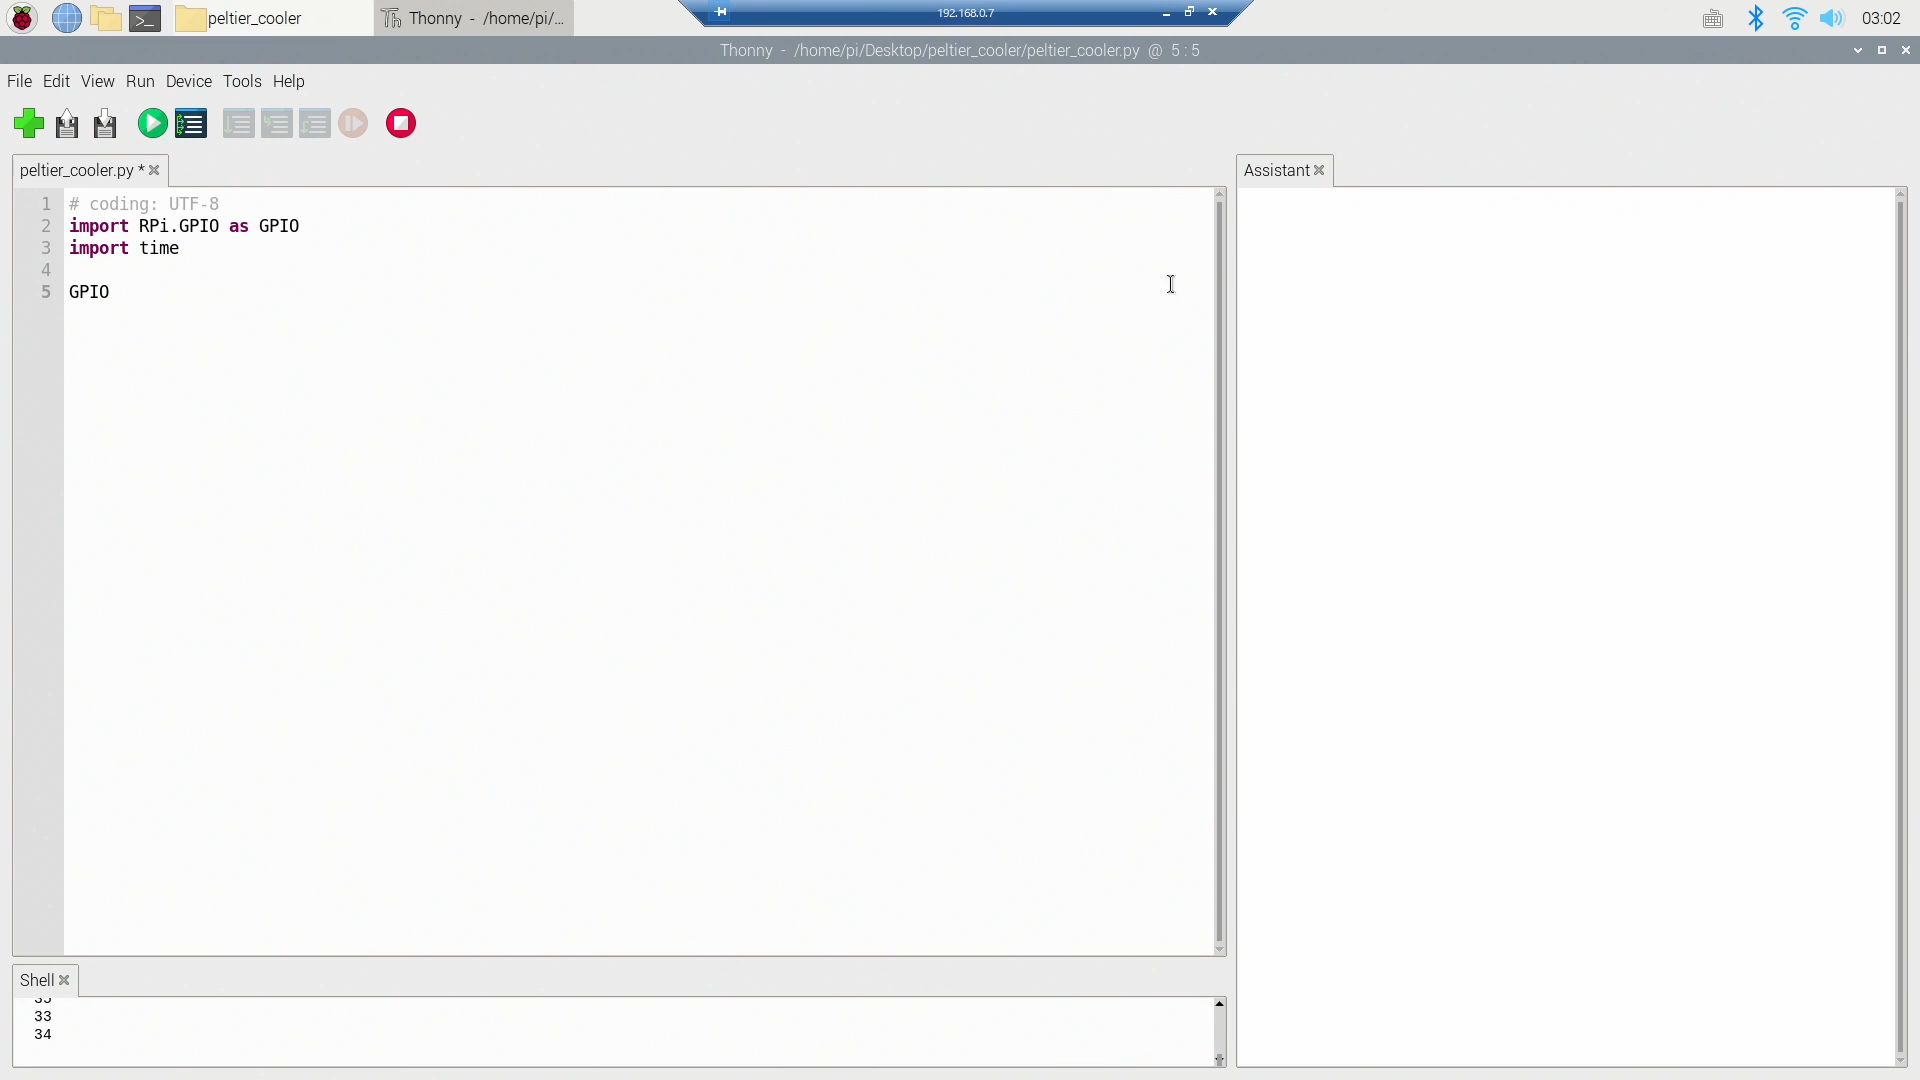 peltier_cooler
Thonny - /home/pi/...
192.168.0.7
03:02
Thonny - /home/pi/Desktop/peltier_cooler/peltier_cooler.py @ 5:5
File Edit View Run Device Tools Help
peltier_cooler.py *
Assistant
1 # coding: UTF-8
2 import RPi.GPIO as GPIO
3 import time
4
5 GPIO
Shell
33
34